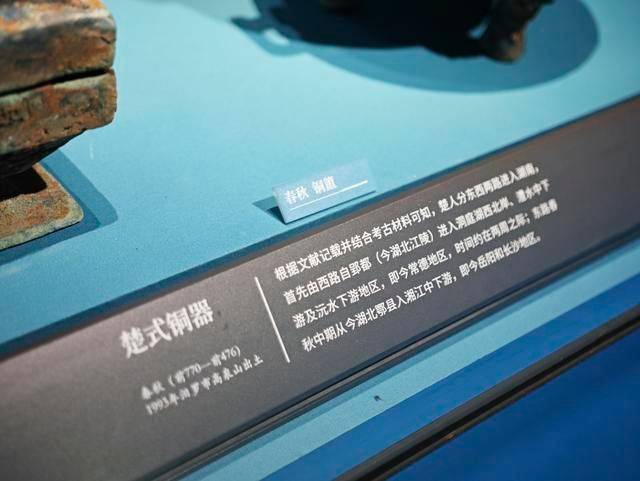 春秋 铜簠
楚式铜器
春秋（前770—前476）
1993年汨罗市高泉山出土
根据文献记载并结合考古材料可知，楚人分东西两路进入湖南，
首先由西路自郢都（今湖北江陵）进入洞庭湖西北岸、澧水中下
游及沅水下游地区，即今常德地区，时间约在两周之际；东路春
秋中期从今湖北鄂县入湘江中下游，即今岳阳和长沙地区。